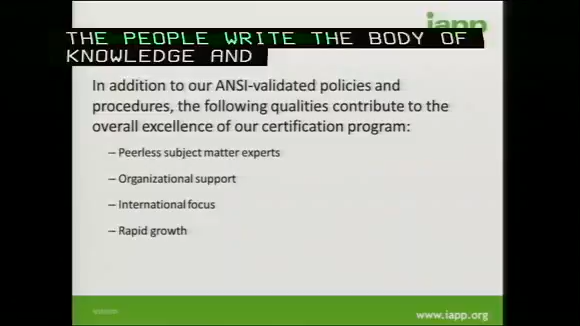 iapp
THE PEOPLE WRITE THE BODY OF
KNOWLEDGE AND
In addition to our ANSI-validated policies and
procedures, the following qualities contribute to the
overall excellence of our certification program:
– Peerless subject matter experts
– Organizational support
– International focus
– Rapid growth
www.iapp.org